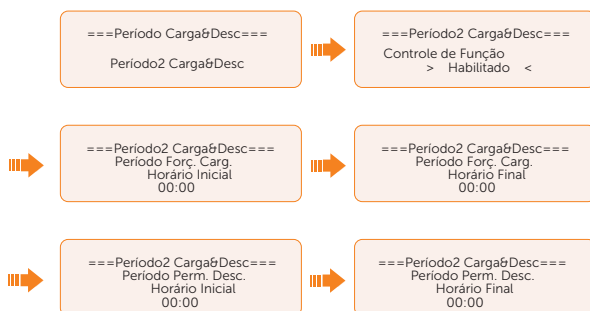 ===Período Carga&Desc===
Período2 Carga&Desc
===Período2 Carga&Desc===
Controle de Função
> Habilitado <
===Período2 Carga&Desc===
Período Forç. Carg.
Horário Inicial
00:00
===Período2 Carga&Desc===
Período Forç. Carg.
Horário Final
00:00
===Período2 Carga&Desc===
Período Perm. Desc.
Horário Inicial
00:00
===Período2 Carga&Desc===
Período Perm. Desc.
Horário Final
00:00